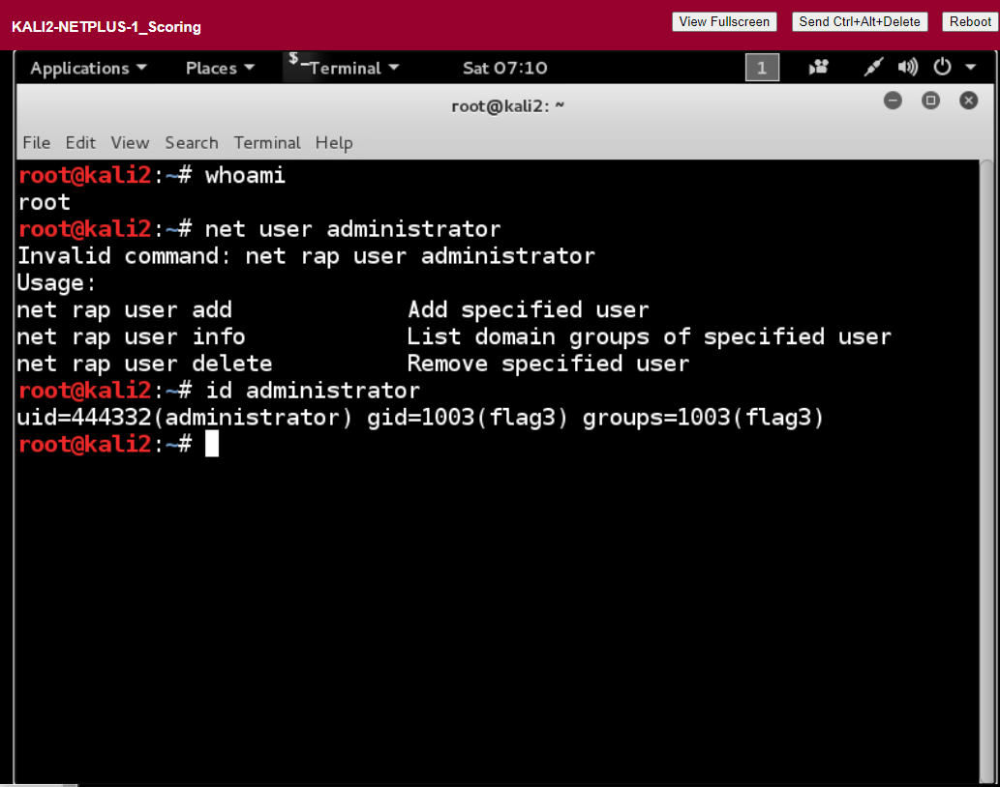 KALI2-NETPLUS-1_Scoring
View Fullscreen Send Ctrl+Alt+Delete Reboot
Applications Places $_Terminal Sat 07:10 1
root@kali2: ~
File Edit View Search Terminal Help
root@kali2:~# whoami
root
root@kali2:~# net user administrator
Invalid command: net rap user administrator
Usage:
net rap user add Add specified user
net rap user info List domain groups of specified user
net rap user delete Remove specified user
root@kali2:~# id administrator
uid=444332(administrator) gid=1003(flag3) groups=1003(flag3)
root@kali2:~#